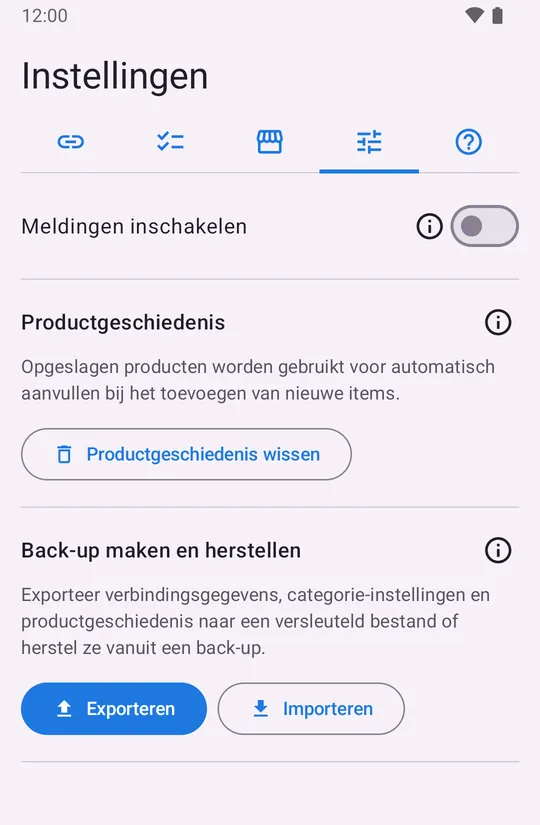 12:00
Instellingen
Meldingen inschakelen
Productgeschiedenis
Opgeslagen producten worden gebruikt voor automatisch
aanvullen bij het toevoegen van nieuwe items.
Productgeschiedenis wissen
Back-up maken en herstellen
Exporteer verbindingsgegevens, categorie-instellingen en
productgeschiedenis naar een versleuteld bestand of
herstel ze vanuit een back-up.
Exporteren
Importeren